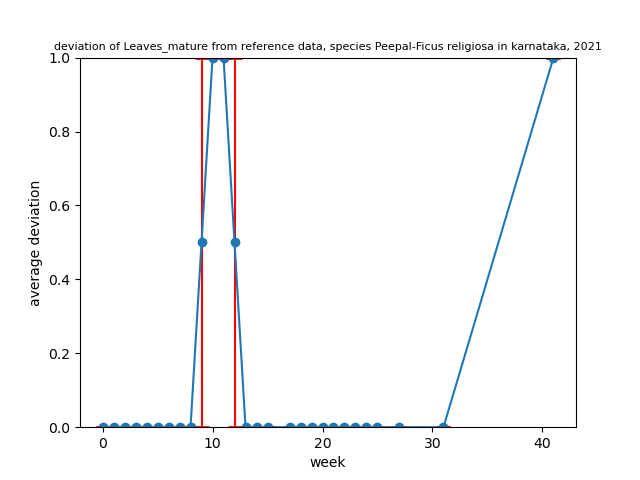 deviation of Leaves_mature from reference data, species Peepal-Ficus religiosa in karnataka, 2021
1.0
0.8
0.6
0.4
0.2
0.0
average deviation
0 10 20 30 40
week